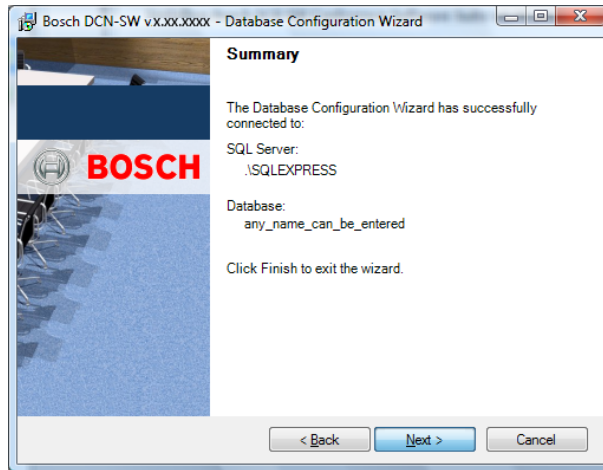 Bosch DCN-SW v.x.xx.xxxx - Database Configuration Wizard
Summary
The Database Configuration Wizard has successfully
connected to:
SQL Server:
.\SQLEXPRESS
Database:
any_name_can_be_entered
Click Finish to exit the wizard.
BOSCH
< Back
Next >
Cancel